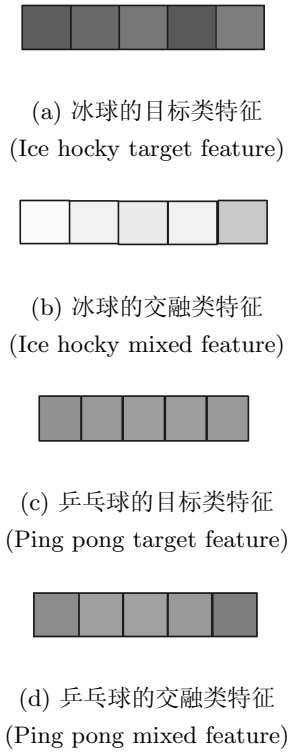 (a) 冰球的目标类特征
(Ice hocky target feature)
(b) 冰球的交融类特征
(Ice hocky mixed feature)
(c) 乒乓球的目标类特征
(Ping pong target feature)
(d) 乒乓球的交融类特征
(Ping pong mixed feature)